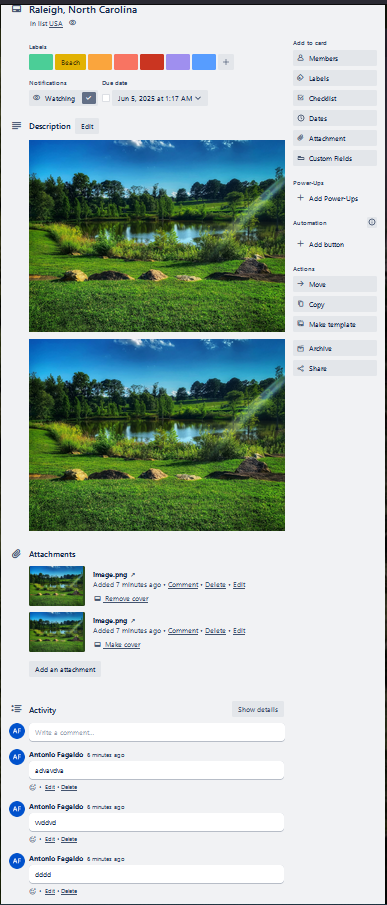 Raleigh, North Carolina
in list USA
Labels
Beach
Notifications
Due date
Watching
Jun 5, 2025 at 1:17 AM
Description
Edit
Attachments
Image.png ↗
Added 7 minutes ago • Comment • Delete • Edit
Remove cover
Image.png ↗
Added 7 minutes ago • Comment • Delete • Edit
Make cover
Add an attachment
Activity
Show details
AF
Write a comment...
AF
Antonio Fagaldo 6 minutes ago
advavdva
• Edit • Delete
AF
Antonio Fagaldo 6 minutes ago
vvddvd
• Edit • Delete
AF
Antonio Fagaldo 6 minutes ago
dddd
• Edit • Delete
Add to card
Members
Labels
Checklist
Dates
Attachment
Custom Fields
Power-Ups
+ Add Power-Ups
Automation
+ Add button
Actions
Move
Copy
Make template
Archive
Share